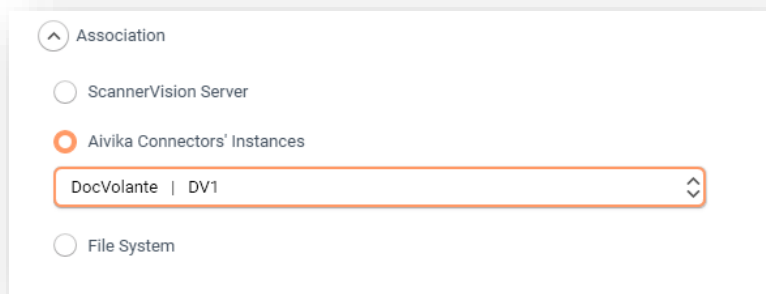 Association
ScannerVision Server
Aivika Connectors' Instances
DocVolante | DV1
File System